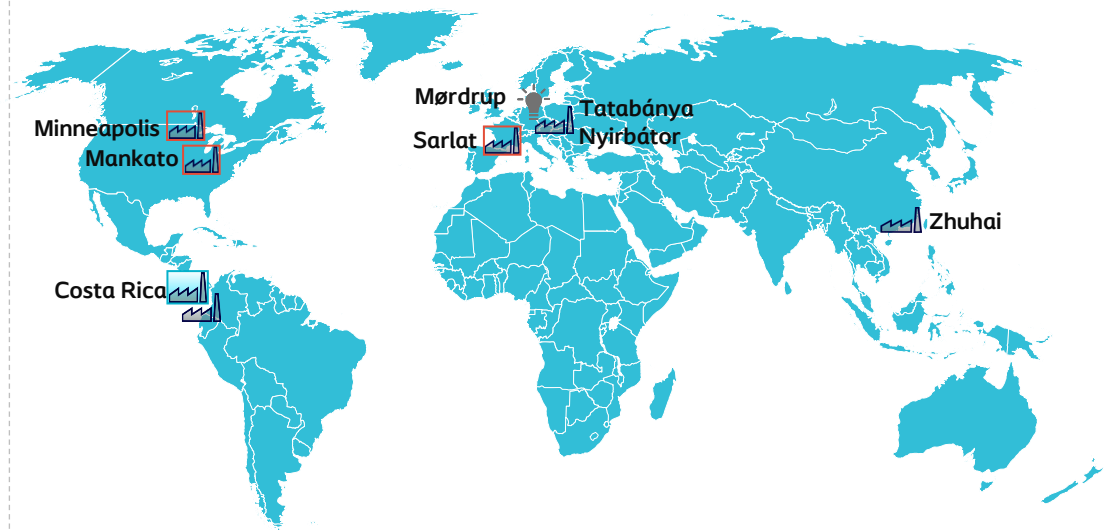 Mørdrup
Tatabánya
Nyirbátor
Minneapolis
Sarlat
Mankato
Zhuhai
Costa Rica